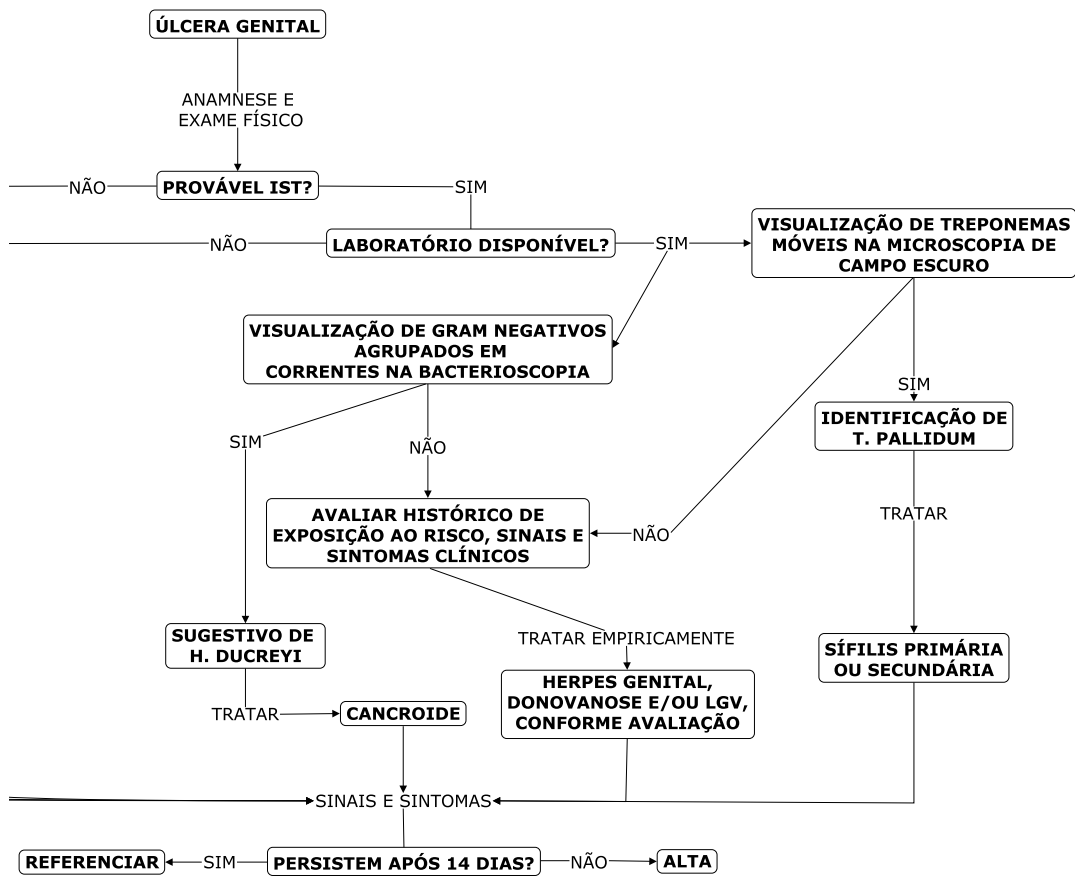 ÚLCERA GENITAL
ANAMNESE E
EXAME FÍSICO
NÃO
PROVÁVEL IST?
SIM
NÃO
LABORATÓRIO DISPONÍVEL?
SIM
VISUALIZAÇÃO DE TREPONEMAS
MÓVEIS NA MICROSCOPIA DE
CAMPO ESCURO
VISUALIZAÇÃO DE GRAM NEGATIVOS
AGRUPADOS EM
CORRENTES NA BACTERIOSCOPIA
SIM
IDENTIFICAÇÃO DE
T. PALLIDUM
SIM
NÃO
AVALIAR HISTÓRICO DE
EXPOSIÇÃO AO RISCO, SINAIS E
SINTOMAS CLÍNICOS
NÃO
TRATAR
SUGESTIVO DE
H. DUCREYI
TRATAR EMPIRICAMENTE
SÍFILIS PRIMÁRIA
OU SECUNDÁRIA
HERPES GENITAL,
DONOVANOSE E/OU LGV,
CONFORME AVALIAÇÃO
TRATAR
CANCROIDE
SINAIS E SINTOMAS
REFERENCIAR
SIM
PERSISTEM APÓS 14 DIAS?
NÃO
ALTA